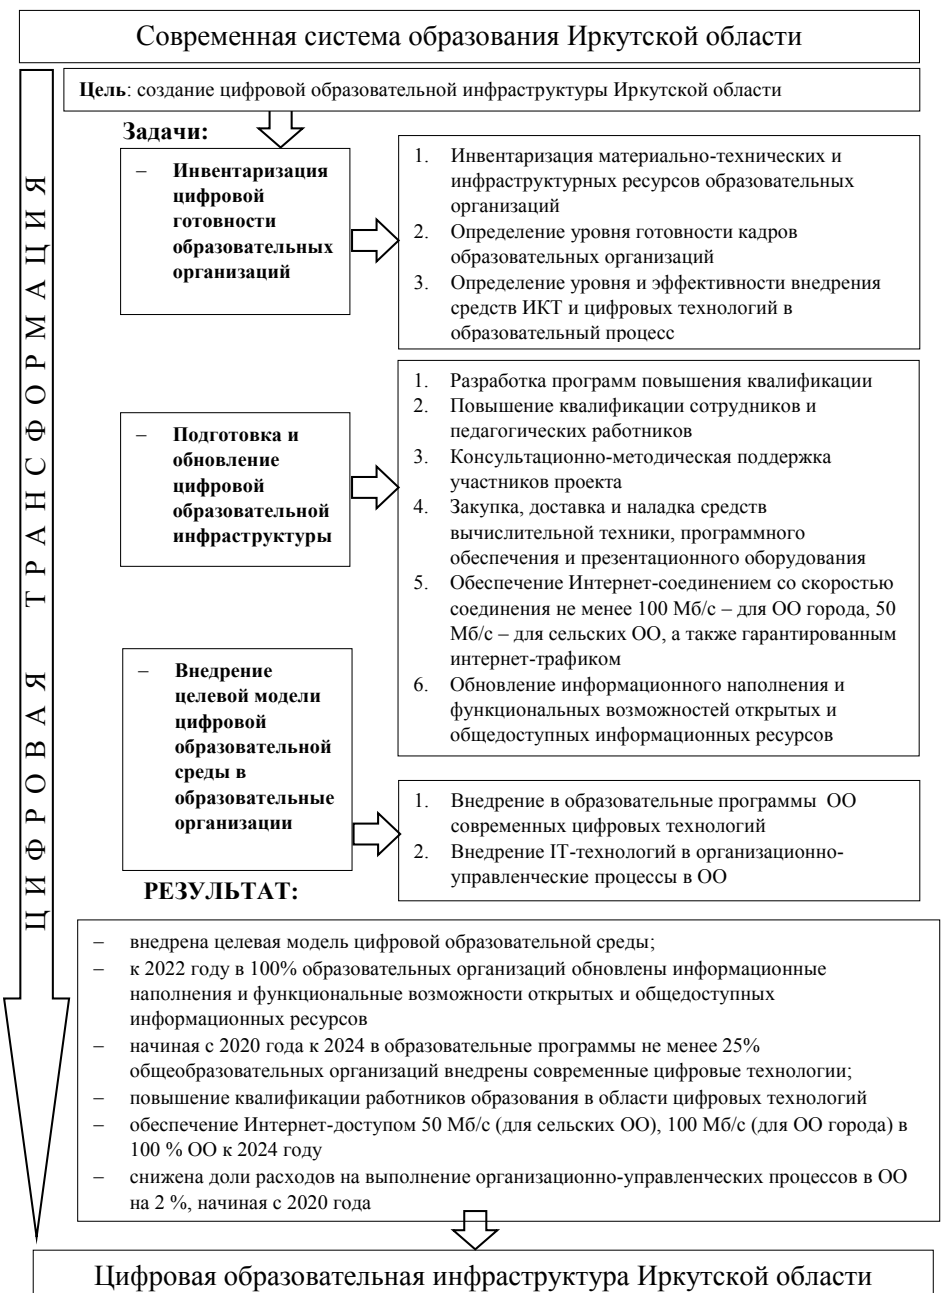 Современная система образования Иркутской области
ЦИФРОВАЯ ТРАНСФОРМАЦИЯ
Цель: создание цифровой образовательной инфраструктуры Иркутской области
Задачи:
– Инвентаризация
цифровой
готовности
образовательных
организаций
1. Инвентаризация материально-технических и
инфраструктурных ресурсов образовательных
организаций
2. Определение уровня готовности кадров
образовательных организаций
3. Определение уровня и эффективности внедрения
средств ИКТ и цифровых технологий в
образовательный процесс
– Подготовка и
обновление
цифровой
образовательной
инфраструктуры
1. Разработка программ повышения квалификации
2. Повышение квалификации сотрудников и
педагогических работников
3. Консультационно-методическая поддержка
участников проекта
4. Закупка, доставка и наладка средств
вычислительной техники, программного
обеспечения и презентационного оборудования
5. Обеспечение Интернет-соединением со скоростью
соединения не менее 100 Мб/с – для ОО города, 50
Мб/с – для сельских ОО, а также гарантированным
интернет-трафиком
6. Обновление информационного наполнения и
функциональных возможностей открытых и
общедоступных информационных ресурсов
– Внедрение
целевой модели
цифровой
образовательной
среды в
образовательные
организации
1. Внедрение в образовательные программы ОО
современных цифровых технологий
2. Внедрение IT-технологий в организационно-
управленческие процессы в ОО
РЕЗУЛЬТАТ:
– внедрена целевая модель цифровой образовательной среды;
– к 2022 году в 100% образовательных организаций обновлены информационные
наполнения и функциональные возможности открытых и общедоступных
информационных ресурсов
– начиная с 2020 года к 2024 в образовательные программы не менее 25%
общеобразовательных организаций внедрены современные цифровые технологии;
– повышение квалификации работников образования в области цифровых технологий
– обеспечение Интернет-доступом 50 Мб/с (для сельских ОО), 100 Мб/с (для ОО города) в
100 % ОО к 2024 году
– снижена доли расходов на выполнение организационно-управленческих процессов в ОО
на 2 %, начиная с 2020 года
Цифровая образовательная инфраструктура Иркутской области